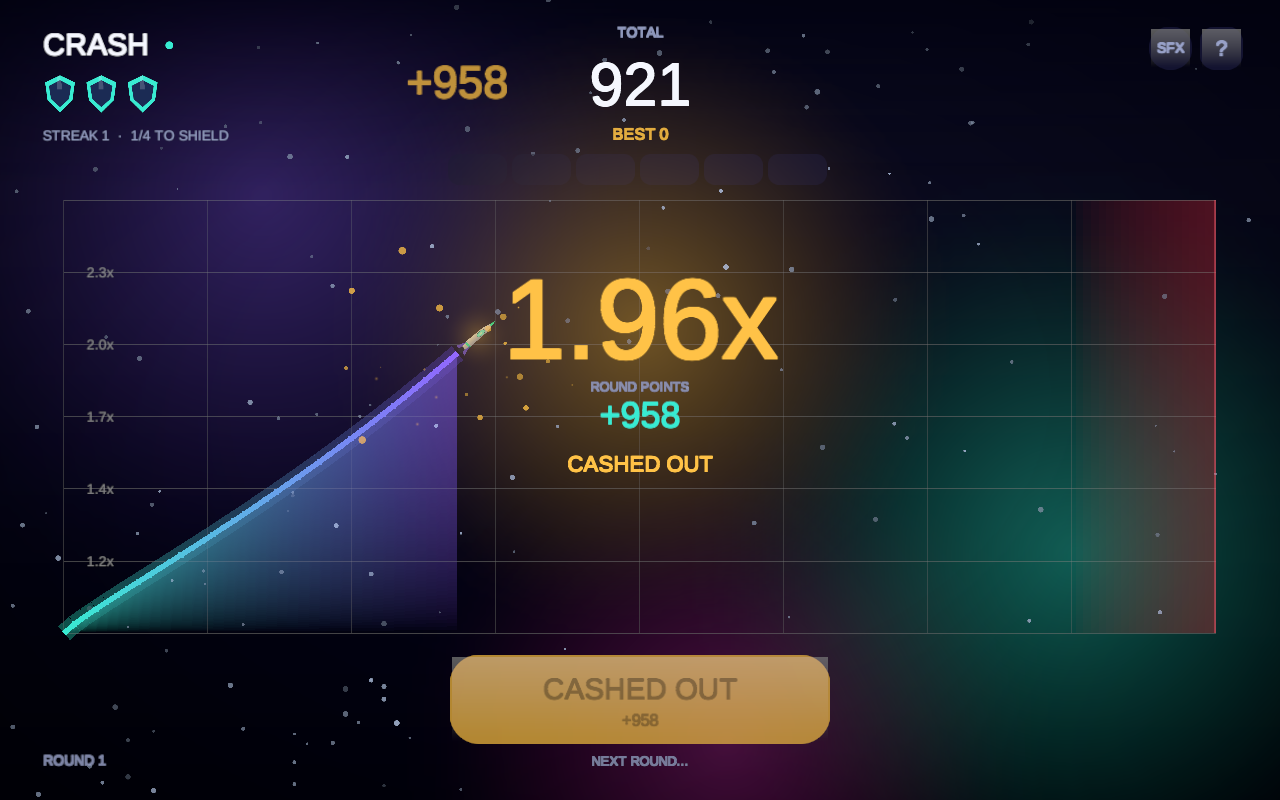 CRASH
TOTAL
SFX
?
+958
921
STREAK 1 · 1/4 TO SHIELD
BEST 0
2.3x
2.0x
1.7x
1.4x
1.2x
1.96x
ROUND POINTS
+958
CASHED OUT
CASHED OUT
+958
ROUND 1
NEXT ROUND...